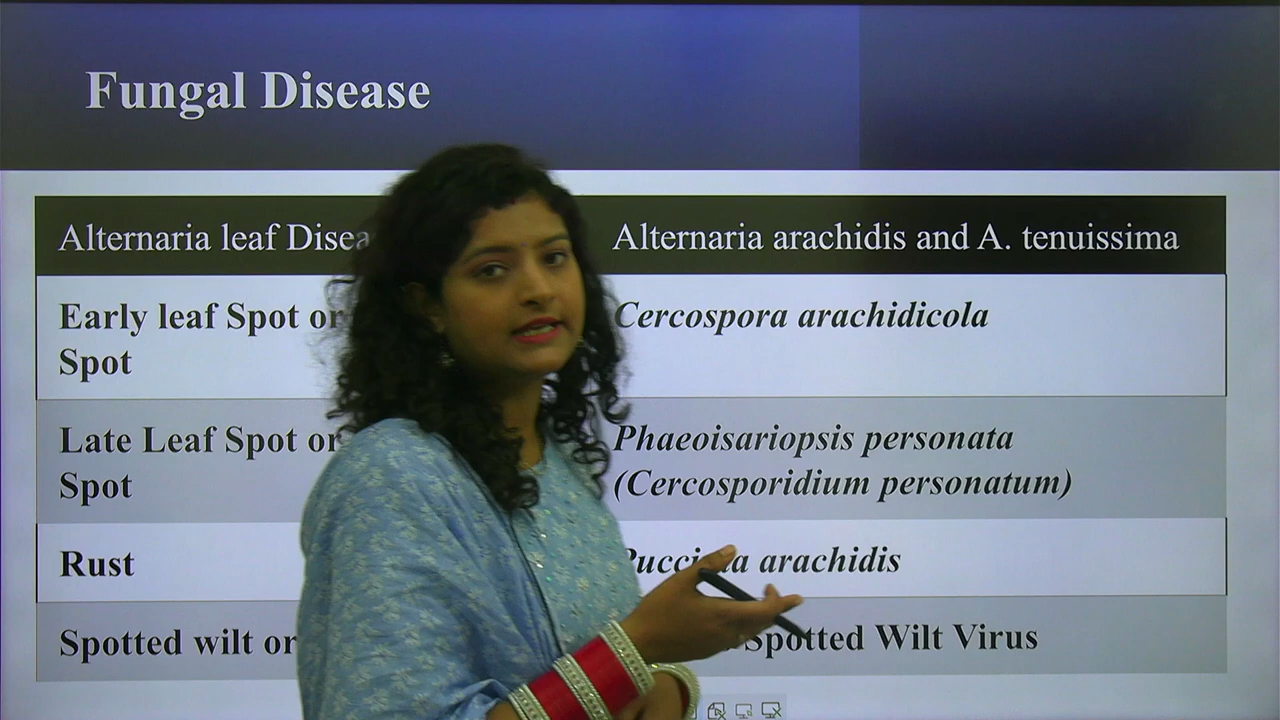 Fungal Disease
Alternaria leaf Alternaria arachidis and A. tenuissima
Early leaf Spot or Cercospora arachidicola
Spot
Late Leaf Spot or Phaeoisariopsis personata
Spot (Cercosporidium personatum)
Rust arachidis
Spotted wilt or Spotted Wilt Virus